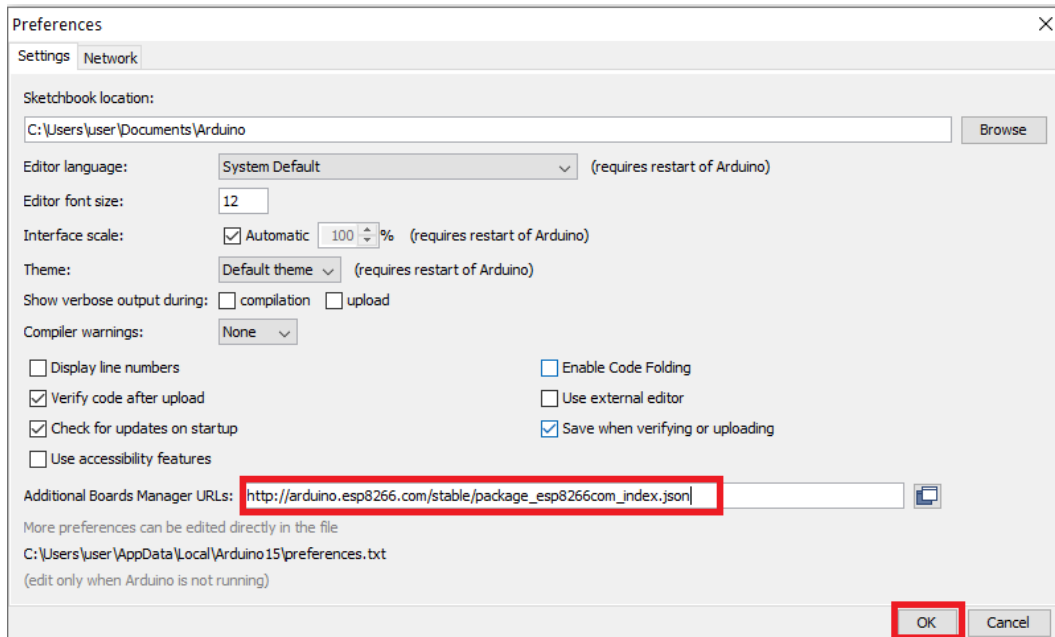 Preferences
Settings Network
Sketchbook location:
C:\Users\user\Documents\Arduino Browse
Editor language: System Default (requires restart of Arduino)
Editor font size: 12
Interface scale: Automatic 100 % (requires restart of Arduino)
Theme: Default theme (requires restart of Arduino)
Show verbose output during: compilation upload
Compiler warnings: None
Display line numbers Enable Code Folding
Verify code after upload Use external editor
Check for updates on startup Save when verifying or uploading
Use accessibility features
Additional Boards Manager URLs: http://arduino.esp8266.com/stable/package_esp8266com_index.json
More preferences can be edited directly in the file
C:\Users\user\AppData\Local\Arduino15\preferences.txt
(edit only when Arduino is not running)
OK Cancel